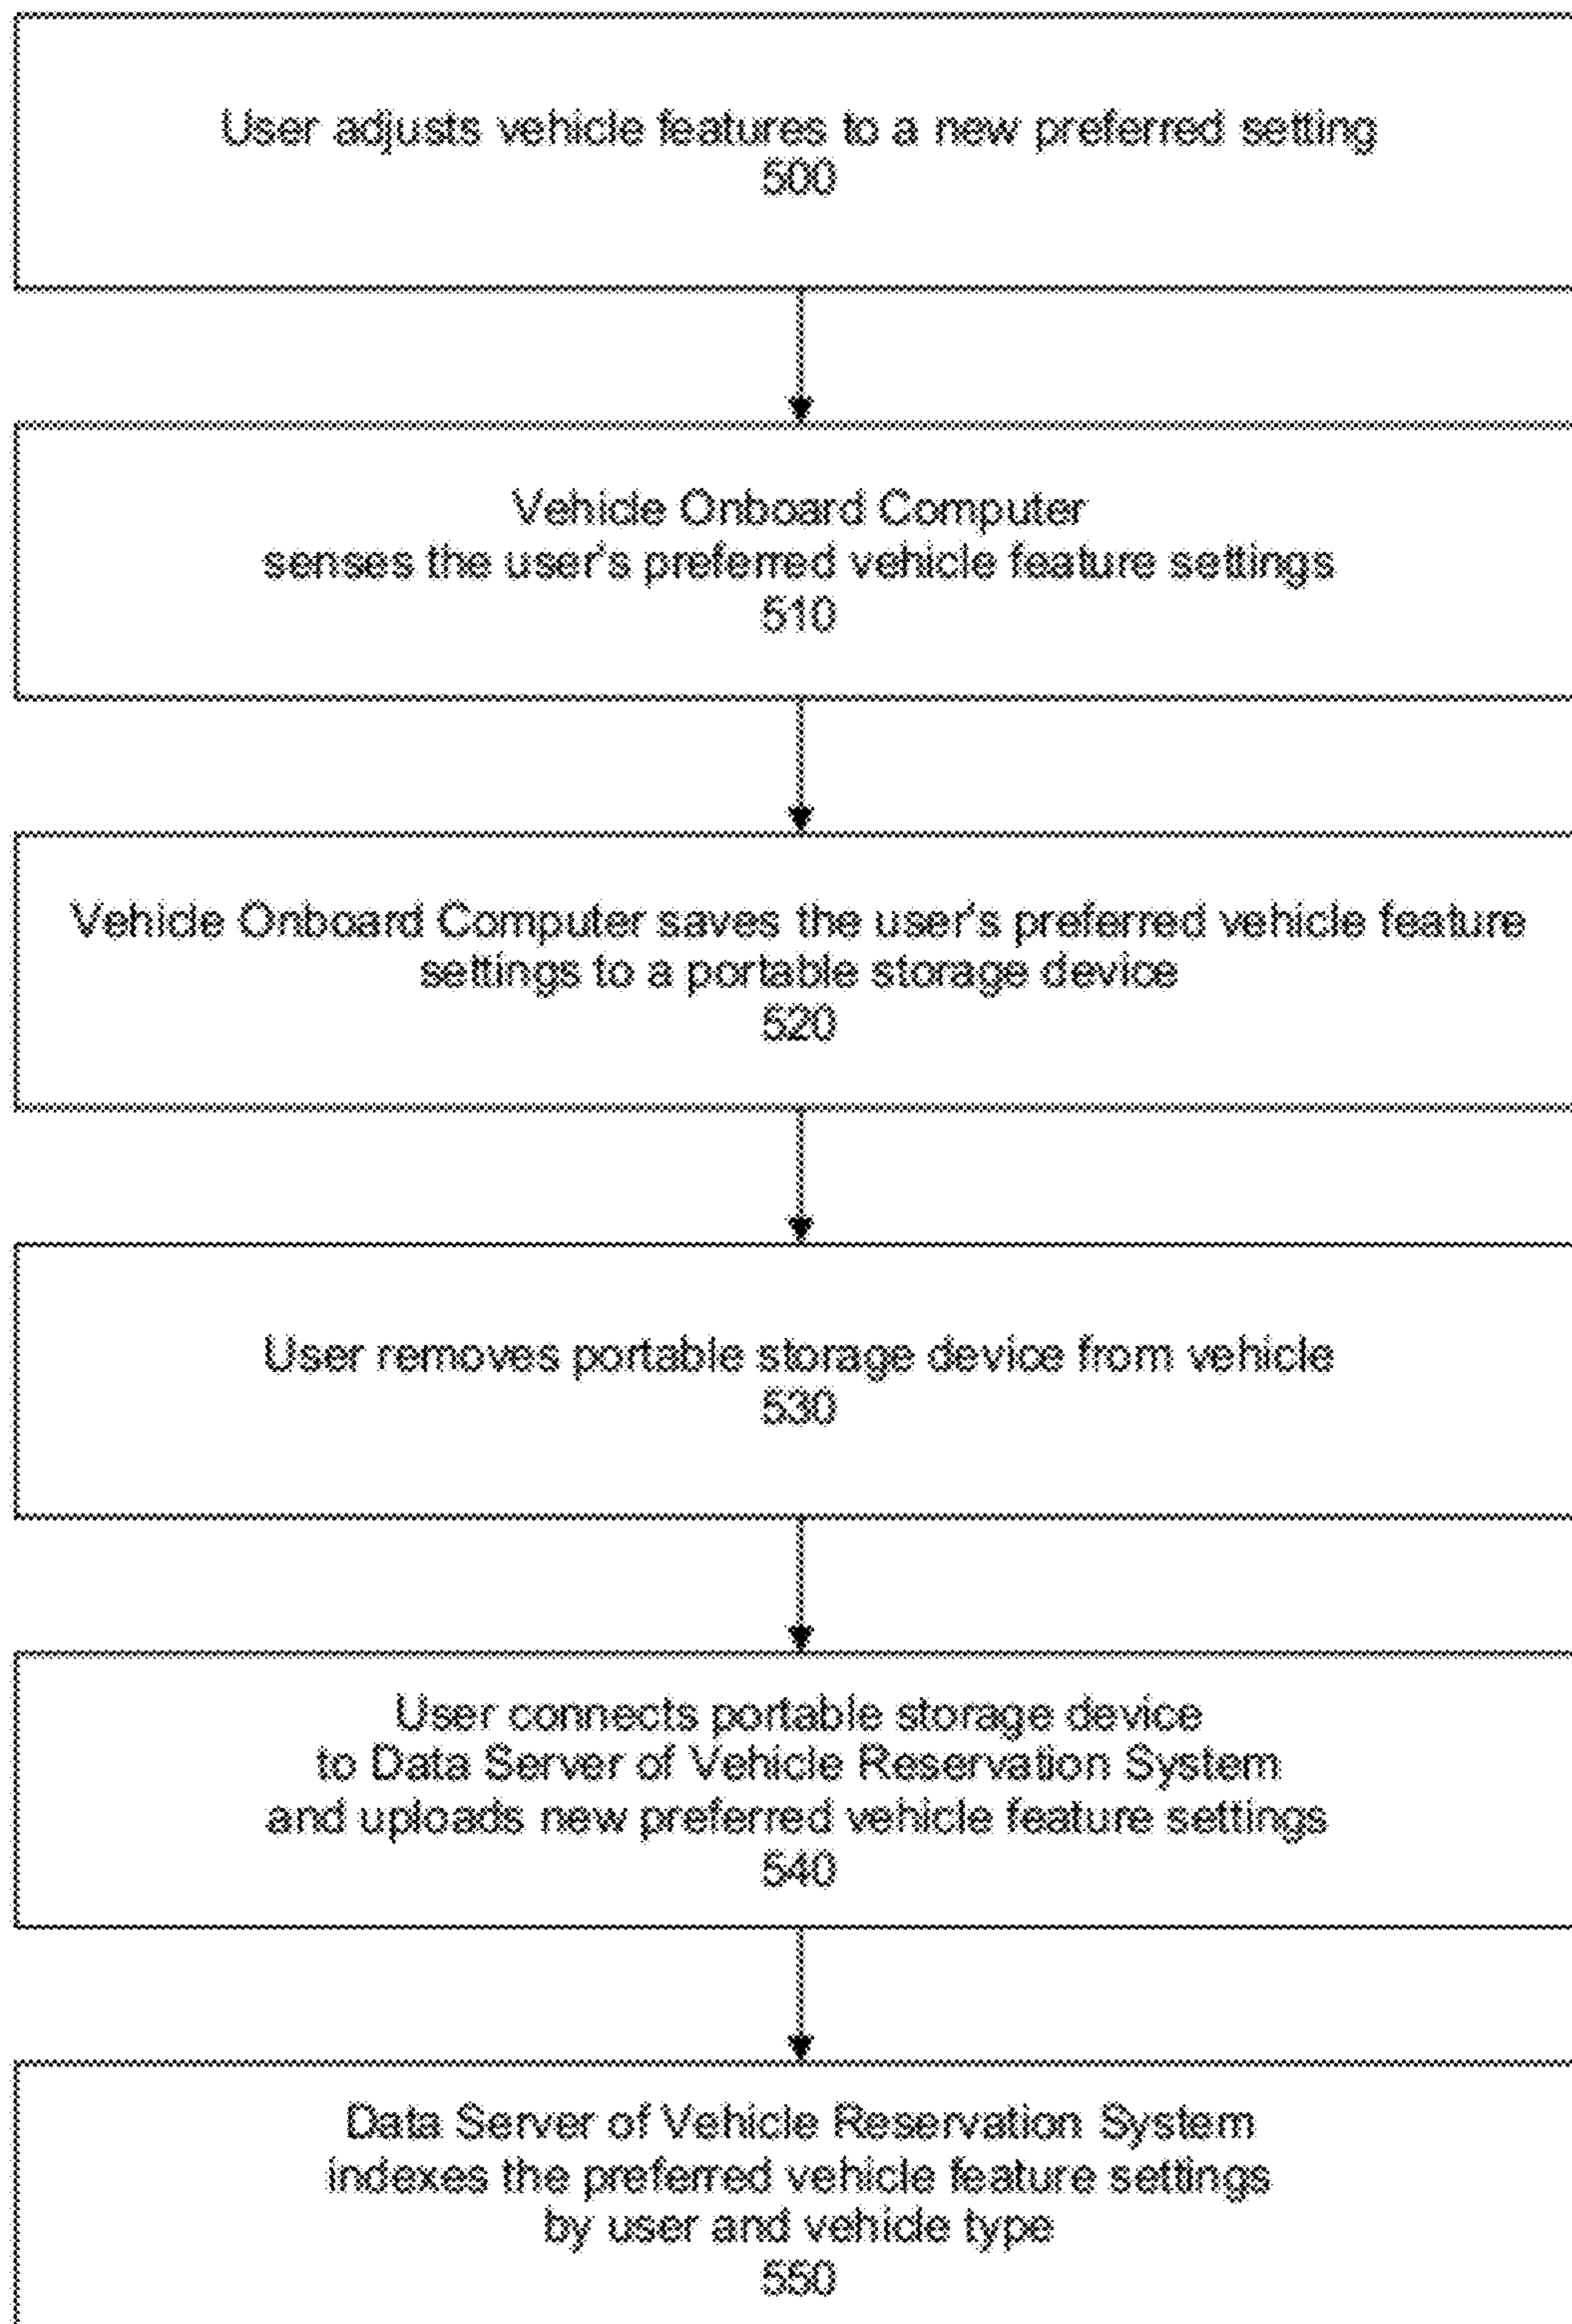 User adjusts vehicle features to a new preferred setting
500
Vehicle Onboard Computer
senses the user's preferred vehicle feature settings
510
Vehicle Onboard Computer saves the user's preferred vehicle feature
settings to a portable storage device
520
User removes portable storage device from vehicle
530
User connects portable storage device
to Data Server of Vehicle Reservation System
and uploads new preferred vehicle feature settings
540
Data Server of Vehicle Reservation System
indexes the preferred vehicle feature settings
by user and vehicle type
550